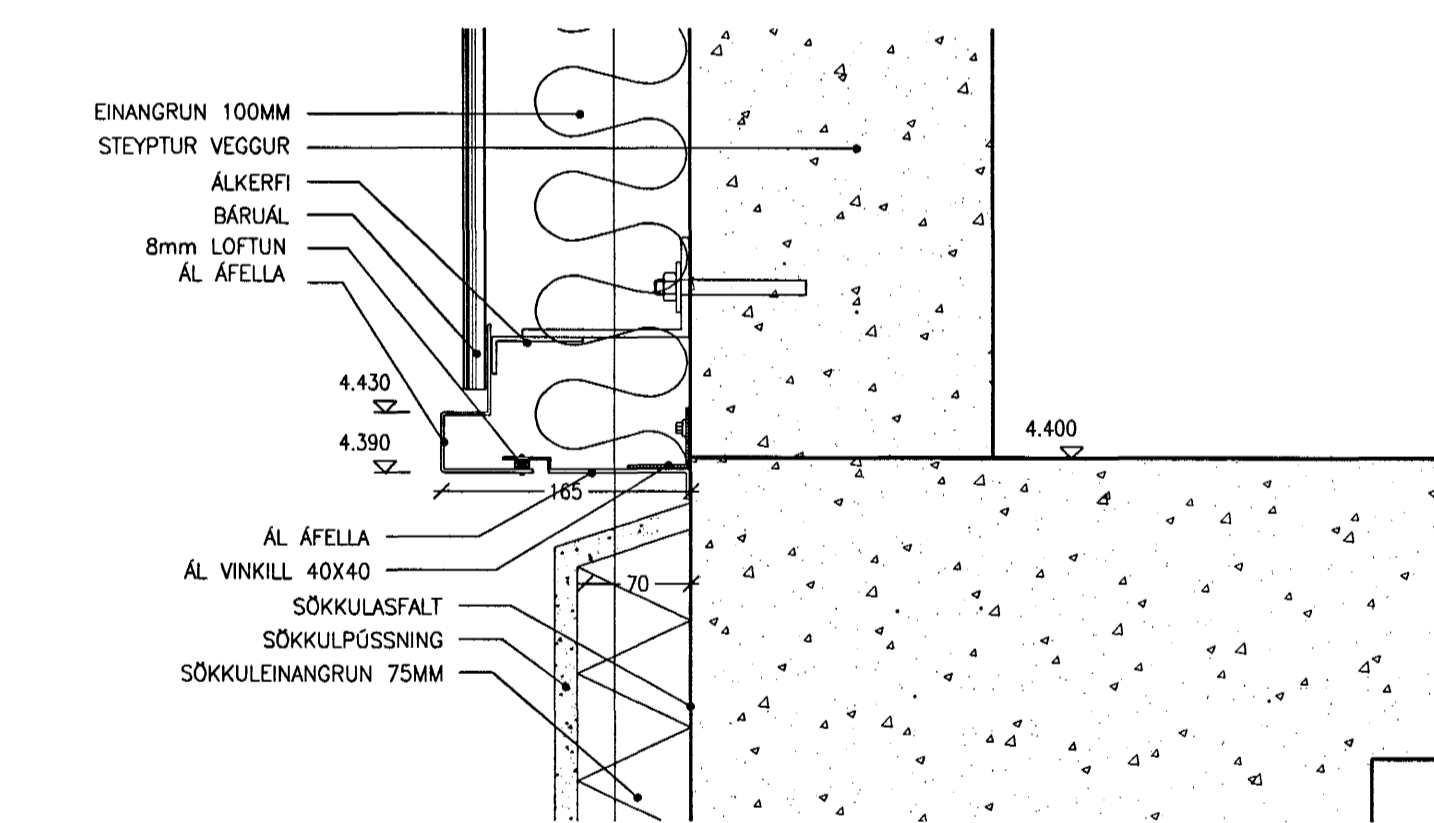 EINANGRUN 100MM
STEYPTUR VEGGUR
ÁLKERFI
BÁRUÁL
8mm LOFTUN
ÁL ÁFELLA
4.430
4.390
4.400
165
ÁL ÁFELLA
ÁL VINKILL 40X40
70
SÖKKULASFALT
SÖKKULPÚSSNING
SÖKKULEINANGRUN 75MM